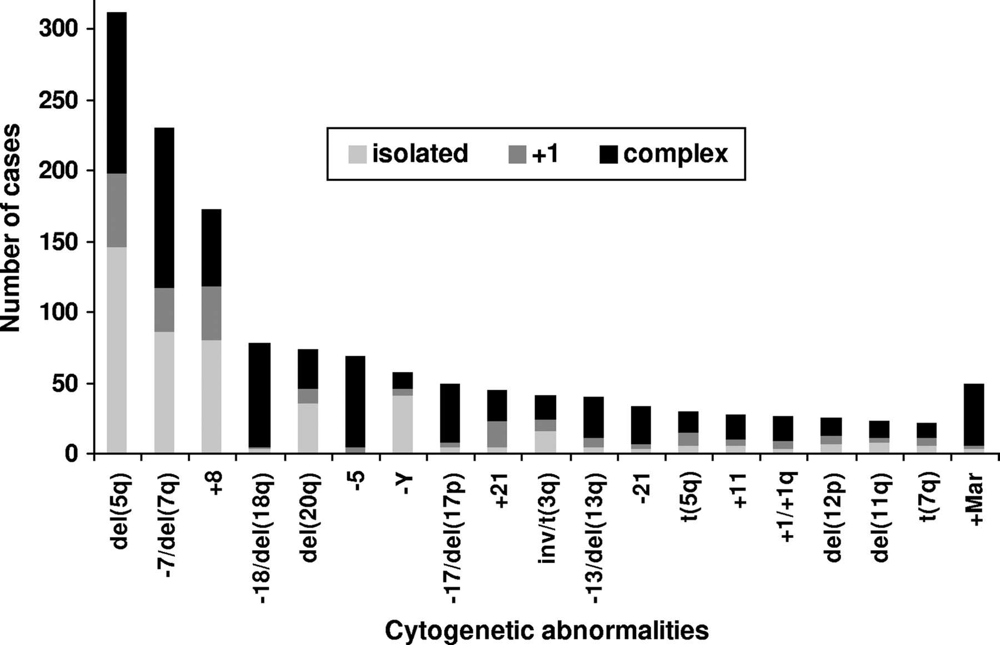 Number of cases
300
250
200
150
100
50
0
isolated +1 complex
del(5q)
-7/del(7q)
+8
-18/del(18q)
del(20q)
-5
-Y
-17/del(17p)
+21
inv/t(3q)
-13/del(13q)
-21
t(5q)
+11
+1/+1q
del(12p)
del(11q)
t(7q)
+Mar
Cytogenetic abnormalities